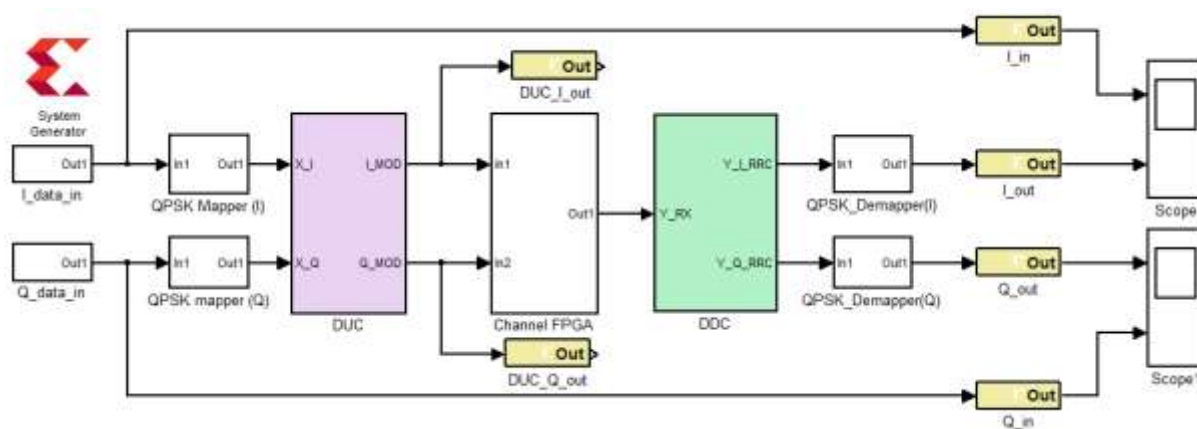 Out
I_in
Out
DUC_I_out
System
Generator
Out1
I_data_in
In1 Out1
QPSK Mapper (I)
X_I I_MOD
In1
Y_I_RRC
In1 Out1
QPSK_Demapper(I)
Out
I_out
Scope
Out1
Y_RX
Out1
Q_data_in
In1 Out1
QPSK mapper (Q)
X_Q Q_MOD
In2
Y_Q_RRC
In1 Out1
QPSK_Demapper(Q)
Out
Q_out
DUC
Channel FPGA
DDC
Out
DUC_Q_out
Scope1
Out
Q_in